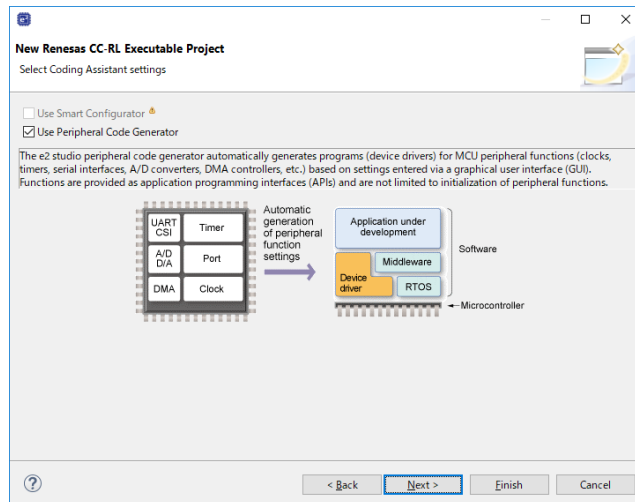 e2
New Renesas CC-RL Executable Project
Select Coding Assistant settings
Use Smart Configurator
Use Peripheral Code Generator
The e2 studio peripheral code generator automatically generates programs (device drivers) for MCU peripheral functions (clocks,
timers, serial interfaces, A/D converters, DMA controllers, etc.) based on settings entered via a graphical user interface (GUI).
Functions are provided as application programming interfaces (APIs) and are not limited to initialization of peripheral functions.
UART
CSI
Timer
A/D
D/A
Port
DMA
Clock
Automatic
generation
of peripheral
function
settings
Application under
development
Middleware
Device
driver
RTOS
Software
Microcontroller
?
< Back
Next >
Finish
Cancel